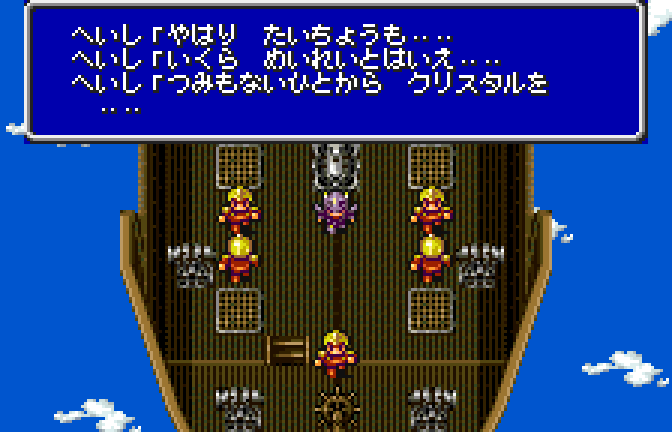 へいし「やはり　たいちょうも‥‥
へいし「いくら　めいれいとはいえ‥‥
へいし「つみもないひとから　クリスタルを
‥‥